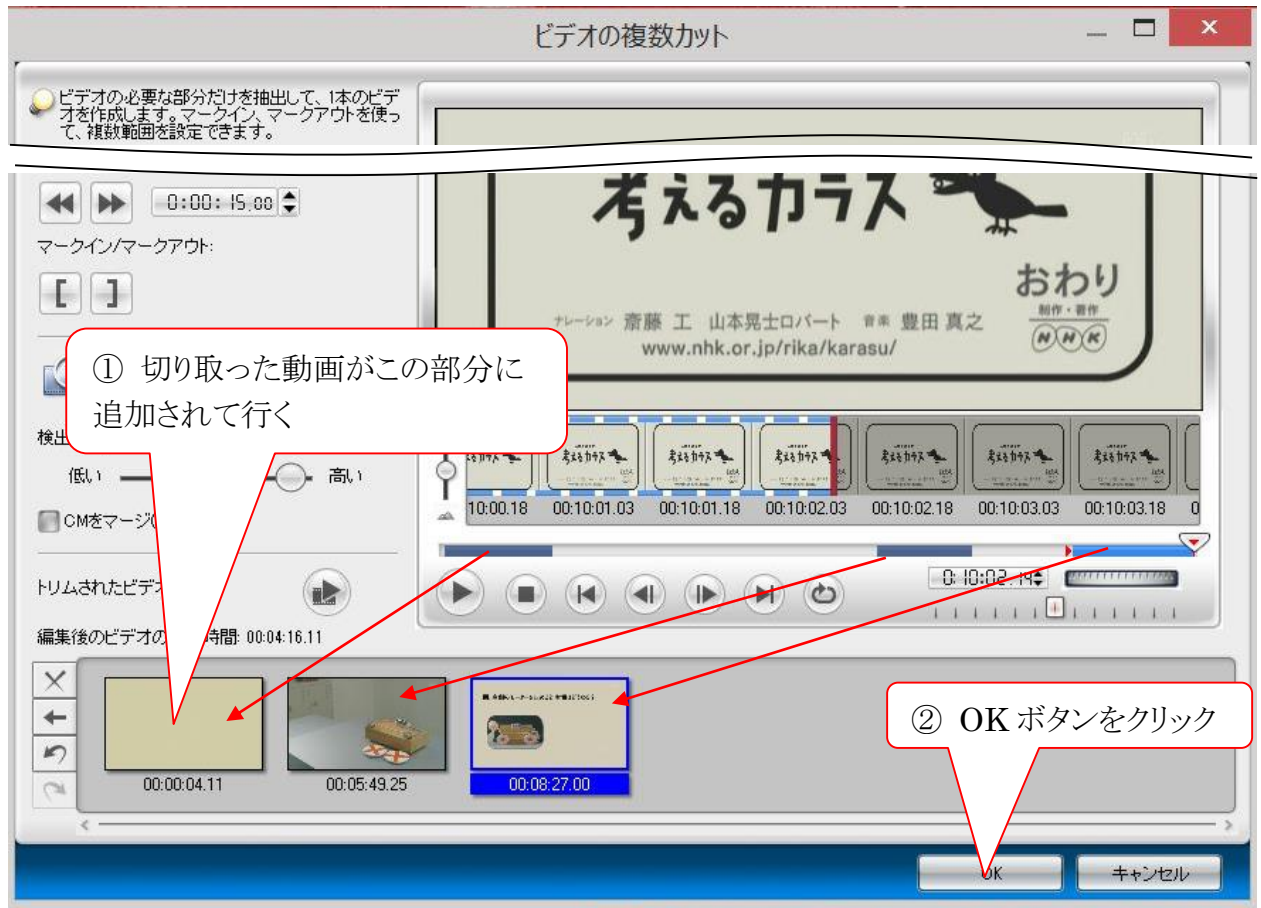 ビデオの複数カット
ビデオの必要な部分だけを抽出して、1本のビデ
オを作成します。マークイン、マークアウトを使っ
て、複数範囲を設定できます。
0:00:15.00
マークイン/マークアウト:
[ ]
考えるカラス
おわり
制作・著作
NHK
ナレーション 斎藤 工 山本晃士ロバート 音楽 豊田 真之
www.nhk.or.jp/rika/karasu/
① 切り取った動画がこの部分に
追加されて行く
検出
低い 高い
CMをマージ(
10:00.18 00:10:01.03 00:10:01.18 00:10:02.03 00:10:02.18 00:10:03.03 00:10:03.18 0
0:10:02.19
トリムされたビデオ
編集後のビデオの 時間: 00:04:16.11
00:00:04.11 00:05:49.25 00:08:27.00
② OK ボタンをクリック
OK キャンセル